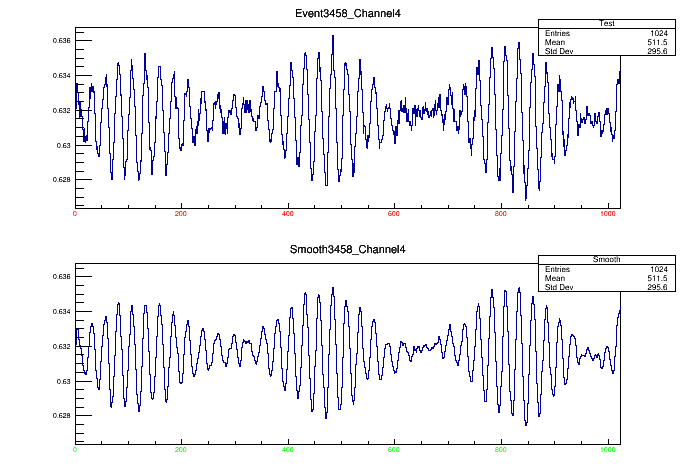 Event3458_Channel4
Test
Entries 1024
Mean 511.5
Std Dev 295.6
0.636
0.634
0.632
0.63
0.628
0 200 400 600 800 1000
Smooth3458_Channel4
Smooth
Entries 1024
Mean 511.5
Std Dev 295.6
0.636
0.634
0.632
0.63
0.628
0 200 400 600 800 1000